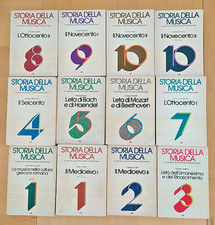 STORIA DELLA
MUSICA
L'Ottocento II
8
STORIA DELLA
MUSICA
Il Novecento I
9
STORIA DELLA
MUSICA
Il Novecento II
10
STORIA DELLA
MUSICA
Il Novecento II
10
STORIA DELLA
MUSICA
Il Seicento
4
STORIA DELLA
MUSICA
L'età di Bach
e di Haendel
5
STORIA DELLA
MUSICA
L'età di Mozart
e di Beethoven
6
STORIA DELLA
MUSICA
L'Ottocento I
7
STORIA DELLA
MUSICA
La musica nella cultura
greca e romana
1
STORIA DELLA
MUSICA
Il Medioevo I
1
STORIA DELLA
MUSICA
Il Medioevo II
2
STORIA DELLA
MUSICA
L'età dell'umanesimo
e del Rinascimento
3